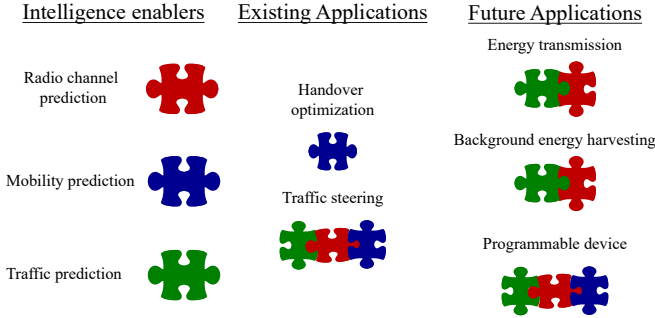 Intelligence enablers
Radio channel
prediction
Mobility prediction
Traffic prediction
Existing Applications
Handover
optimization
Traffic steering
Future Applications
Energy transmission
Background energy harvesting
Programmable device